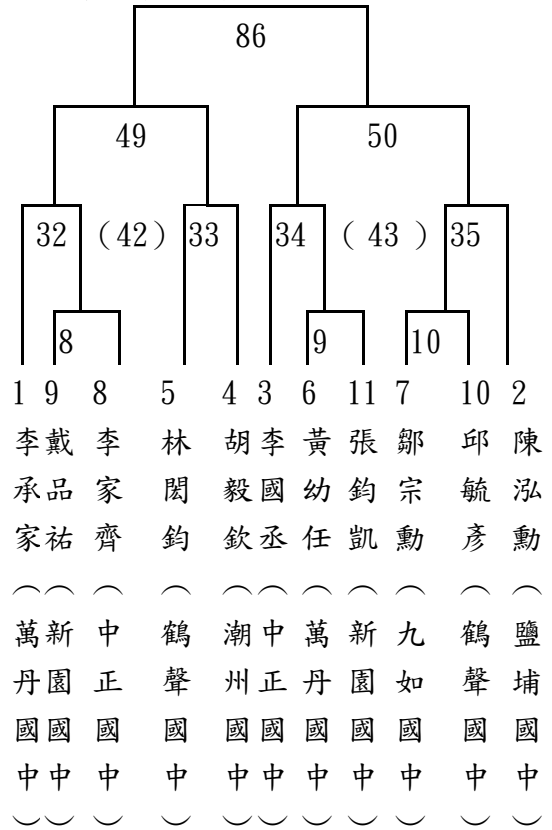 86
49 50
32 （42） 33 34 （ 43 ） 35
8 9 10
1 9 8 5 4 3 6 11 7 10 2
李承家（萬丹國中）
戴品祐（新園國中）
李家齊（中正國中）
林閎鈞（鶴聲國中）
胡毅欽（潮州國中）
李國丞（中正國中）
黃幼任（萬丹國中）
張鈞凱（新園國中）
鄒宗勳（九如國中）
邱毓彥（鶴聲國中）
陳泓勳（鹽埔國中）